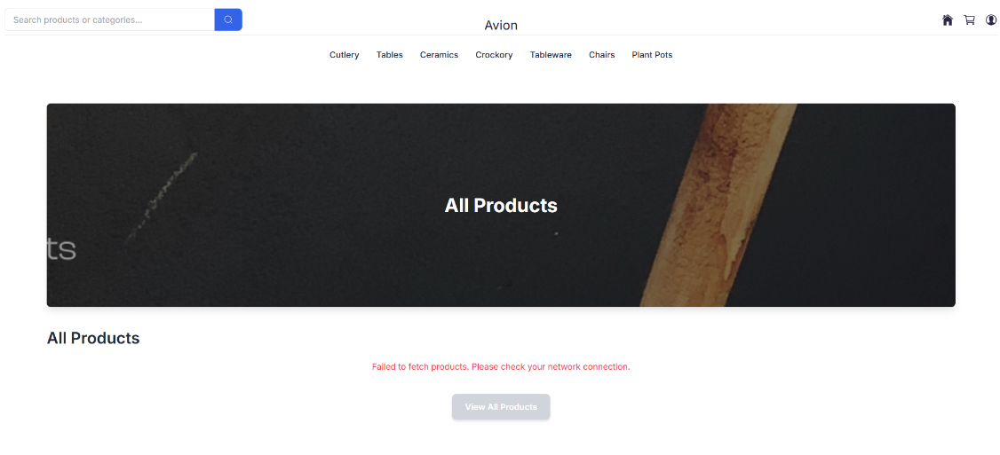 Search products or categories...
Avion
Cutlery Tables Ceramics Crockory Tableware Chairs Plant Pots
All Products
ts
All Products
Failed to fetch products. Please check your network connection.
View All Products